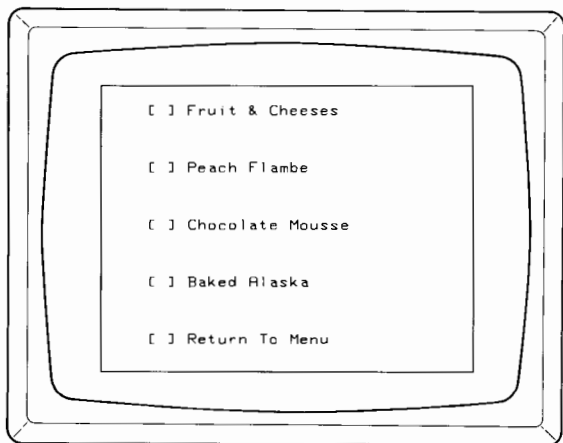 [ ] Fruit & Cheeses
[ ] Peach Flambe
[ ] Chocolate Mousse
[ ] Baked Alaska
[ ] Return To Menu